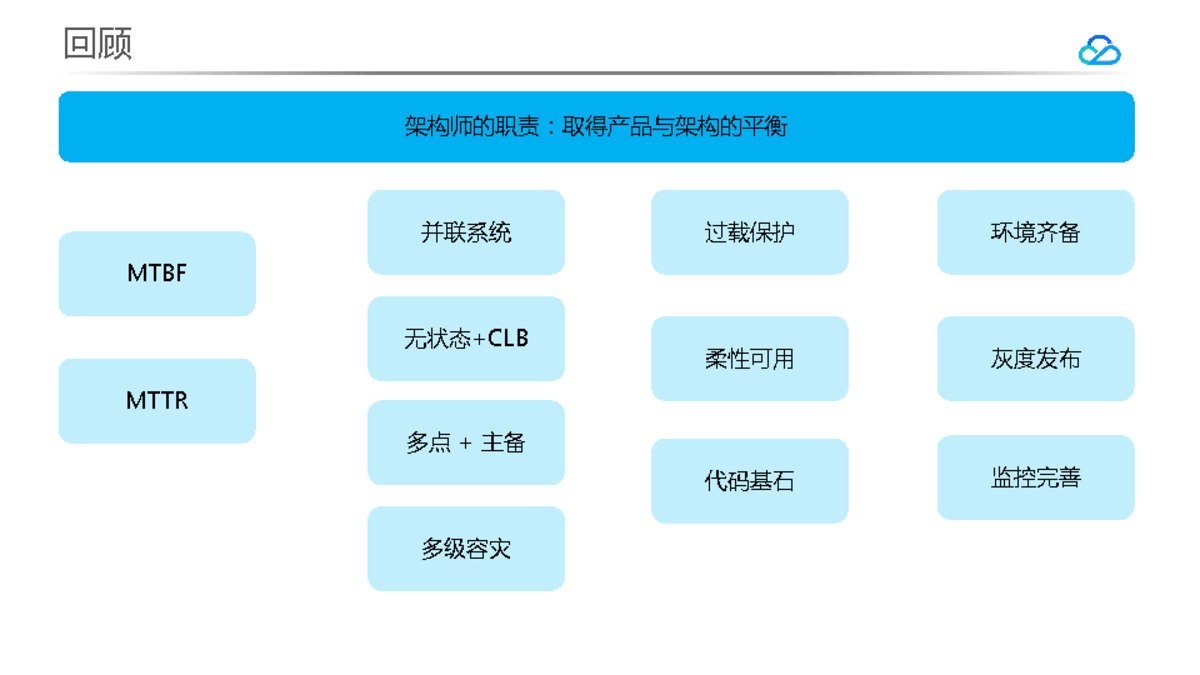 回顾
架构师的职责：取得产品与架构的平衡
MTBF
MTTR
并联系统
无状态+CLB
多点 + 主备
多级容灾
过载保护
柔性可用
代码基石
环境齐备
灰度发布
监控完善